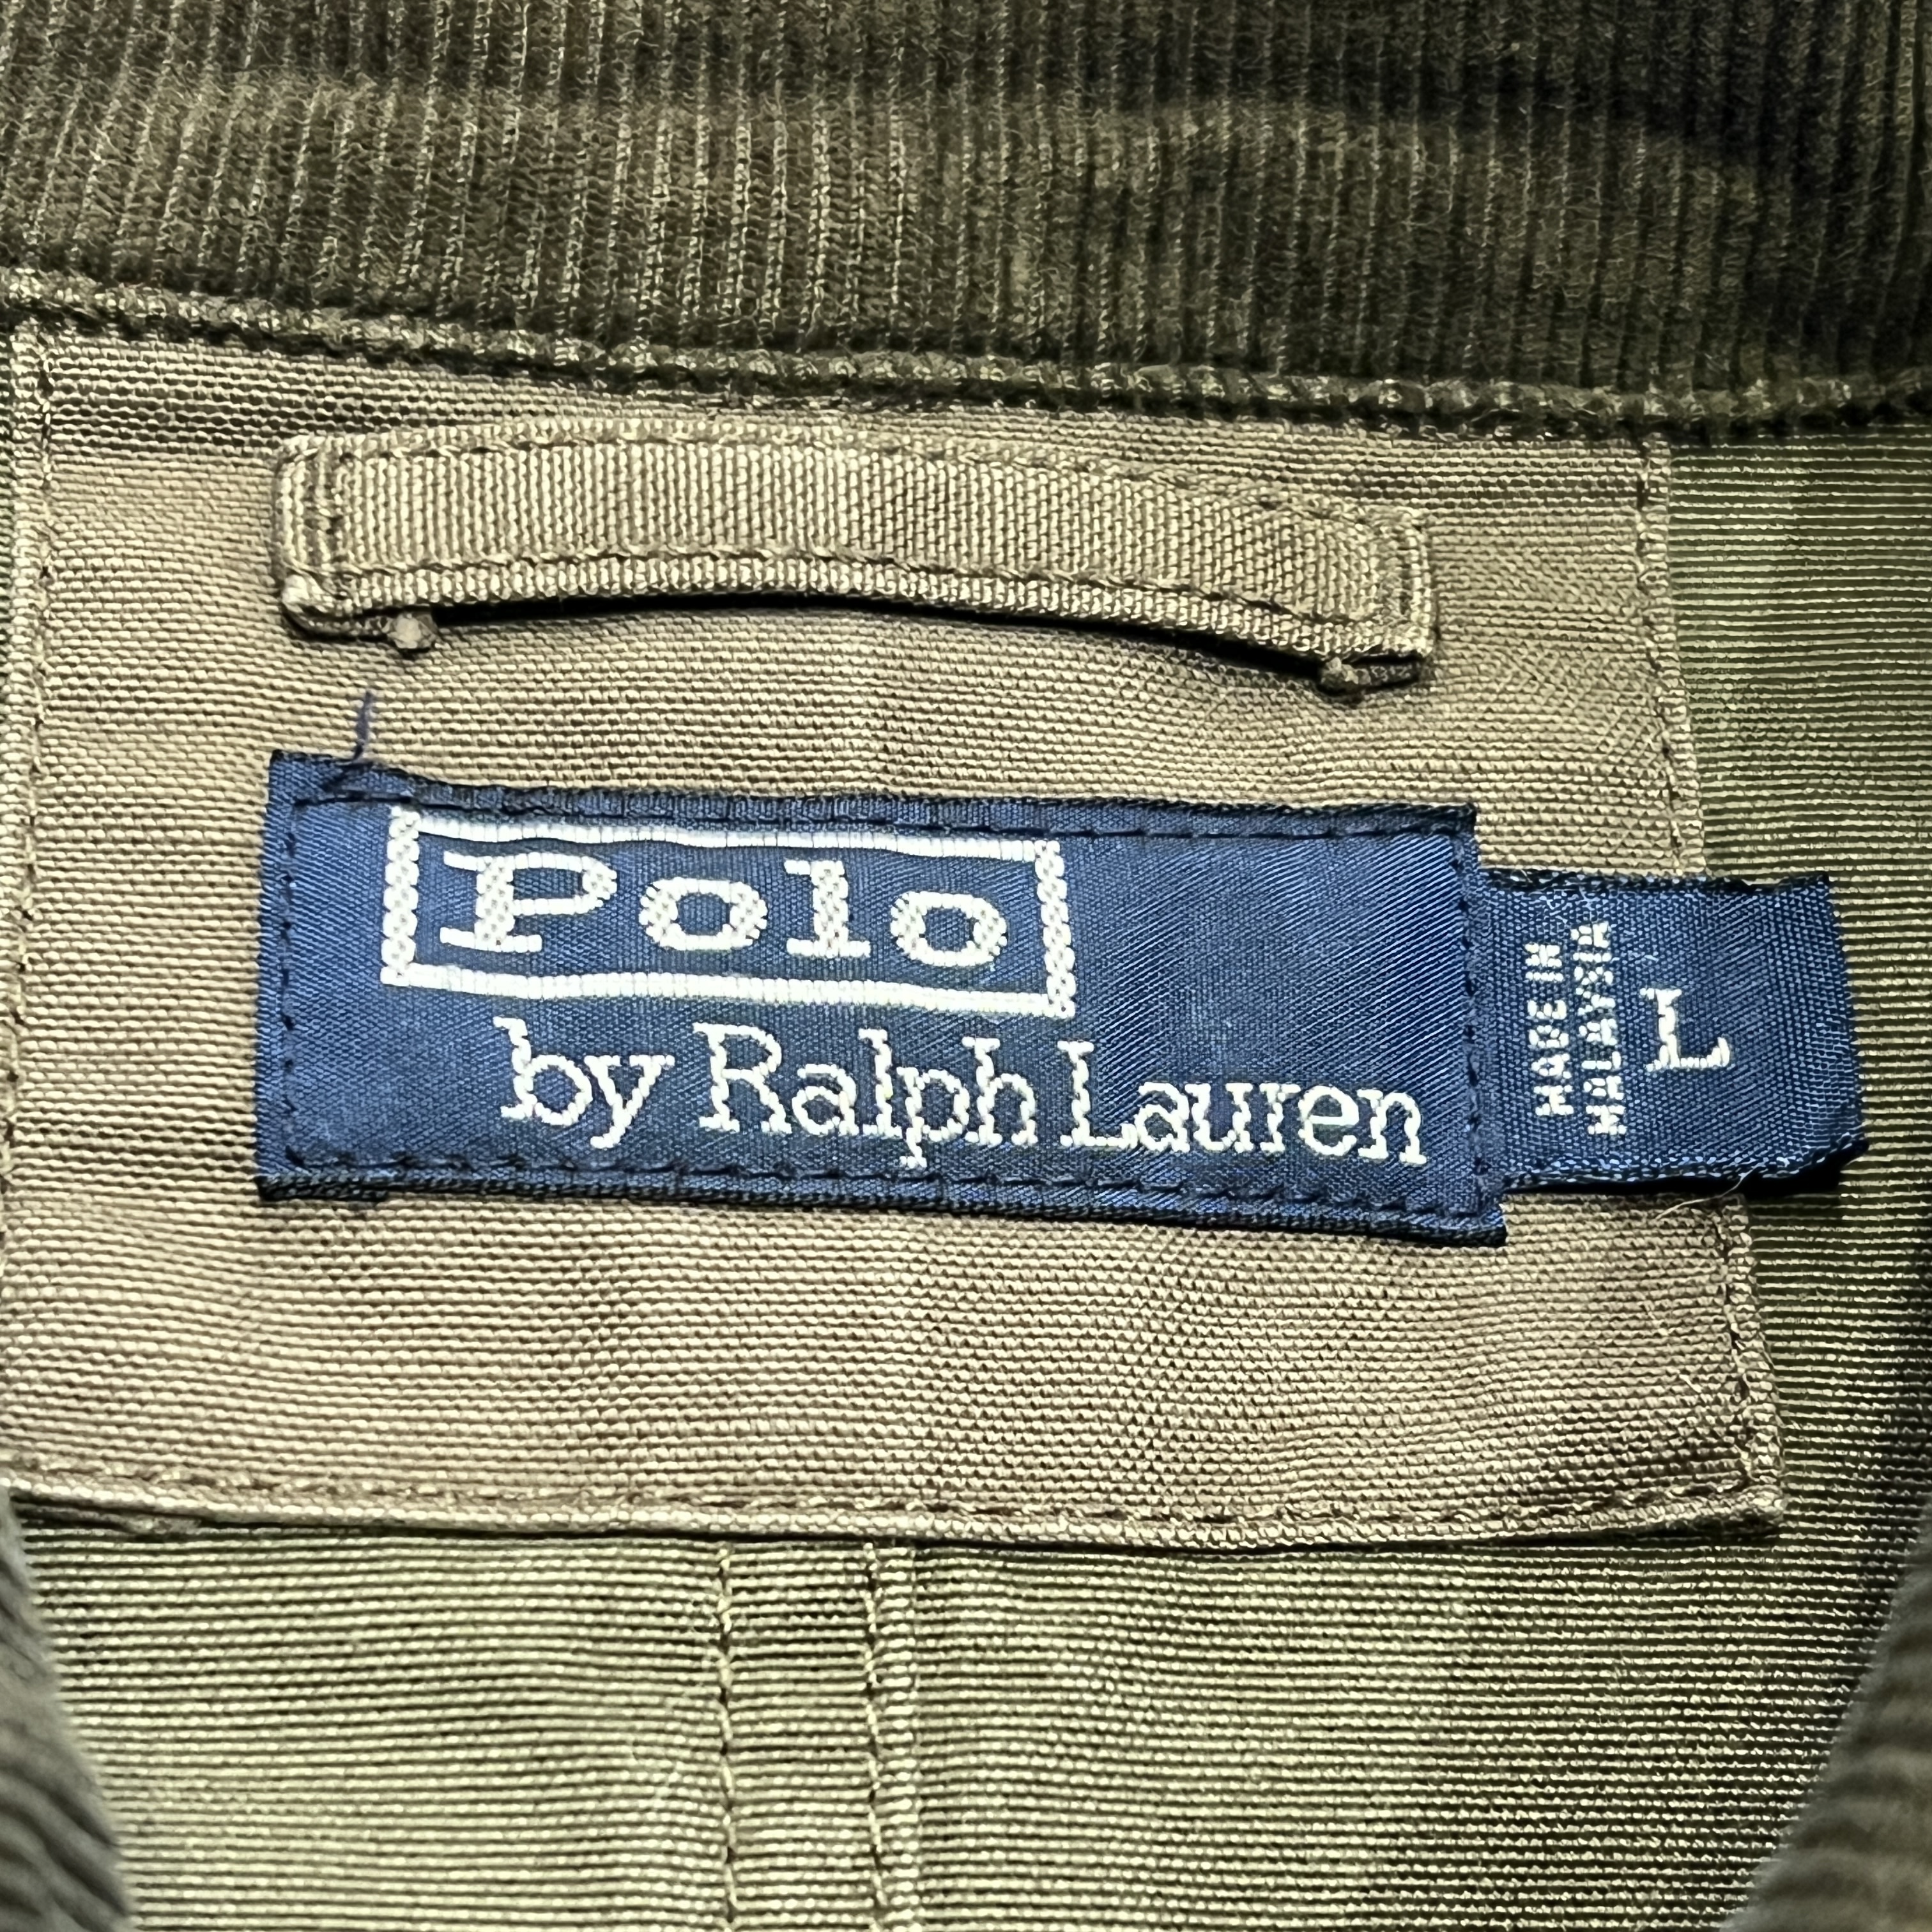 Polo
by Ralph Lauren
MADE IN
MALAYSIA
L